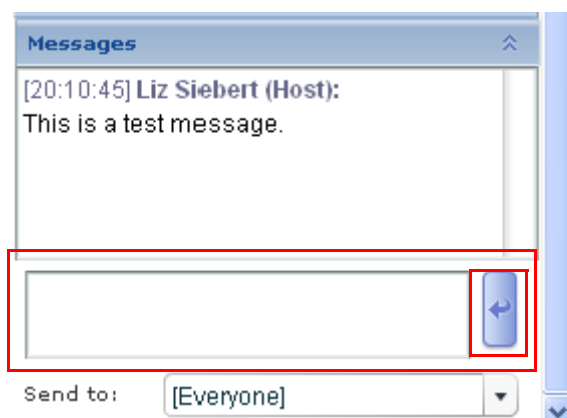 Messages
[20:10:45] Liz Siebert (Host):
This is a test message.
Send to: [Everyone]